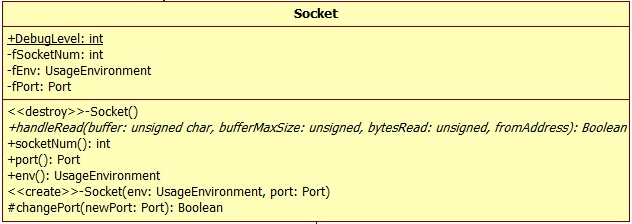 Socket
+DebugLevel: int
-fSocketNum: int
-fEnv: UsageEnvironment
-fPort: Port
<<destroy>>-Socket()
+handleRead(buffer: unsigned char, bufferMaxSize: unsigned, bytesRead: unsigned, fromAddress): Boolean
+socketNum(): int
+port(): Port
+env(): UsageEnvironment
<<create>>-Socket(env: UsageEnvironment, port: Port)
#changePort(newPort: Port): Boolean